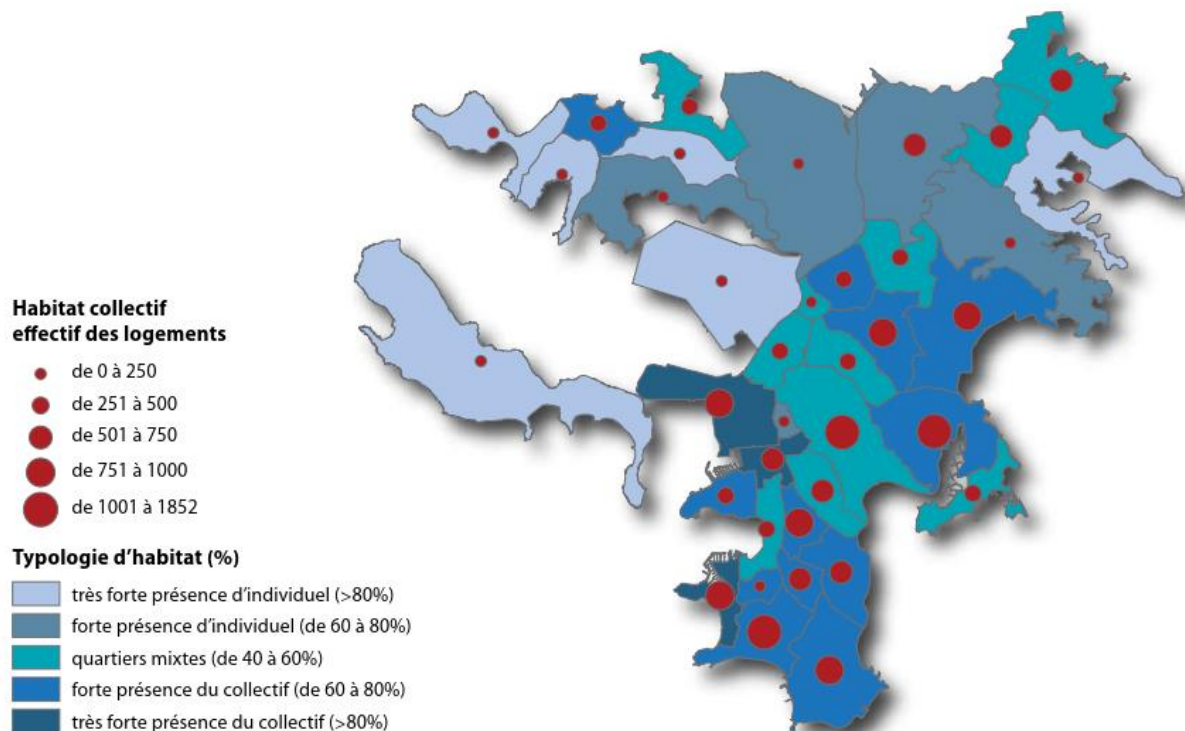 Habitat collectif
effectif des logements
de 0 à 250
de 251 à 500
de 501 à 750
de 751 à 1000
de 1001 à 1852
Typologie d'habitat (%)
très forte présence d'individuel (>80%)
forte présence d'individuel (de 60 à 80%)
quartiers mixtes (de 40 à 60%)
forte présence du collectif (de 60 à 80%)
très forte présence du collectif (>80%)